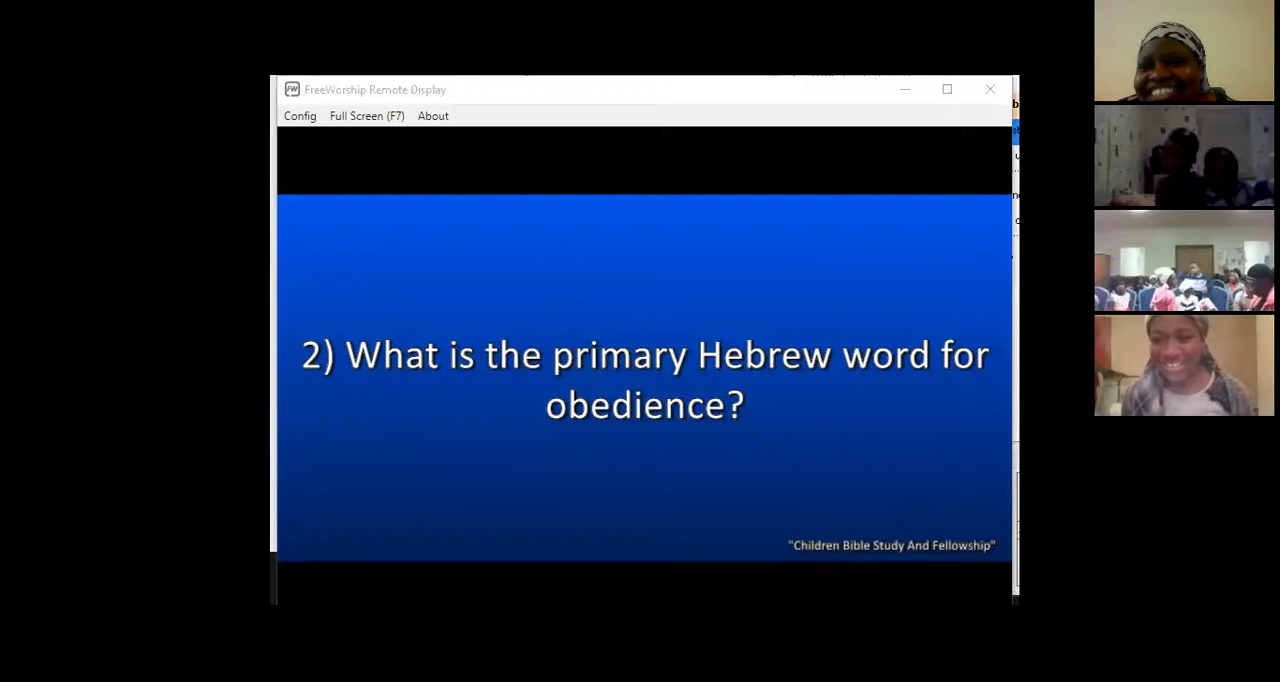 FW FreeWorship Remote Display
Config Full Screen (F7) About
2) What is the primary Hebrew word for
obedience?
"Children Bible Study And Fellowship"